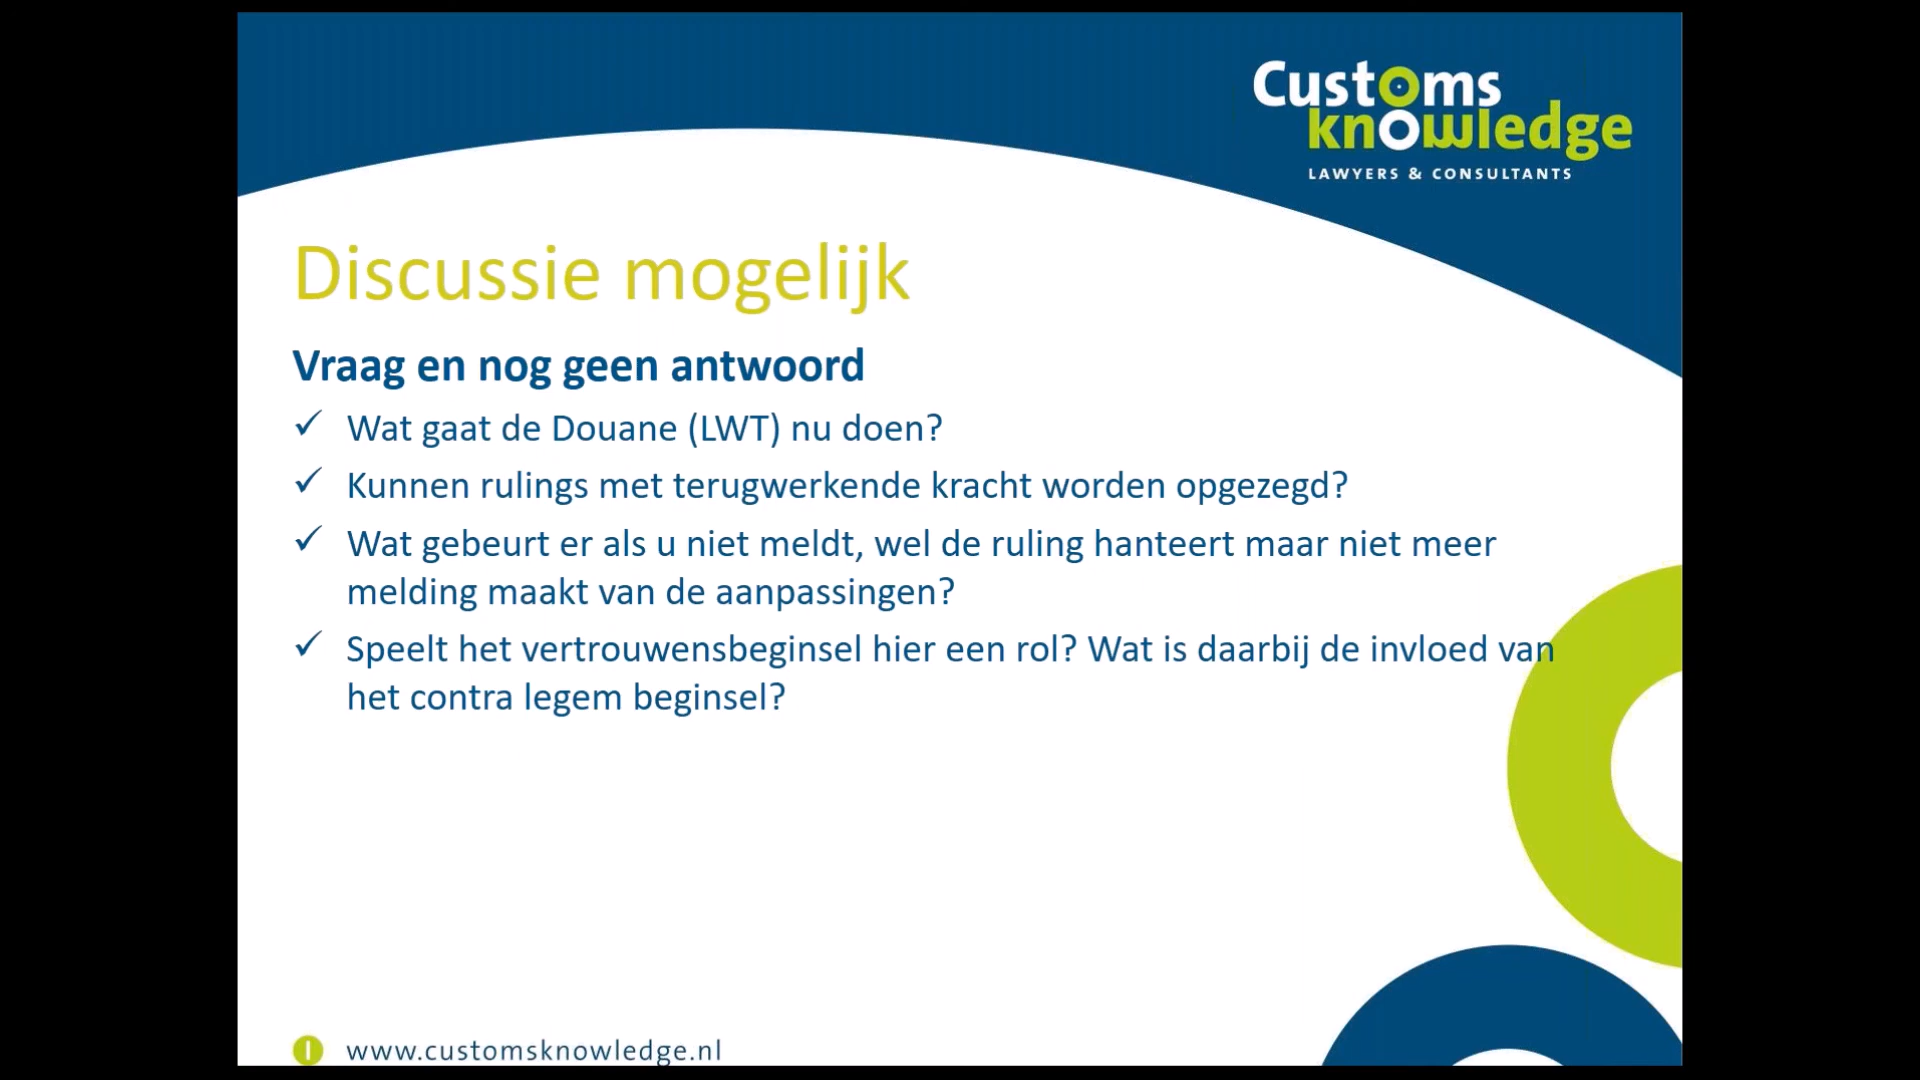 Customs
knowledge
LAWYERS & CONSULTANTS
Discussie mogelijk
Vraag en nog geen antwoord
✓ Wat gaat de Douane (LWT) nu doen?
✓ Kunnen rulings met terugwerkende kracht worden opgezegd?
✓ Wat gebeurt er als u niet meldt, wel de ruling hanteert maar niet meer
melding maakt van de aanpassingen?
✓ Speelt het vertrouwensbeginsel hier een rol? Wat is daarbij de invloed van
het contra legem beginsel?
www.customsknowledge.nl